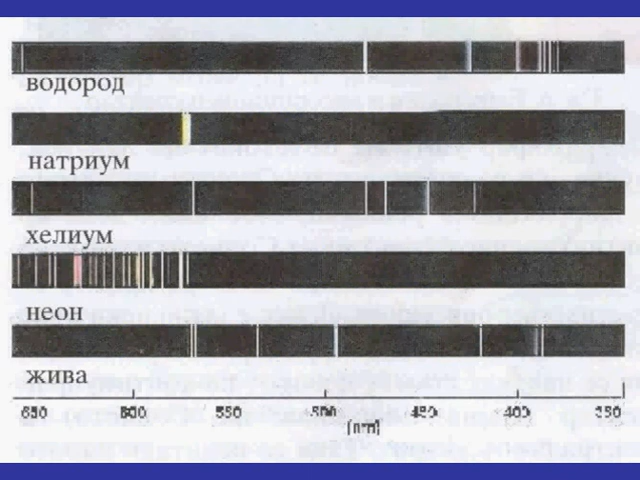 водород
натриум
хелиум
неон
жива
650 600 550 500 450 400 350
[nm]